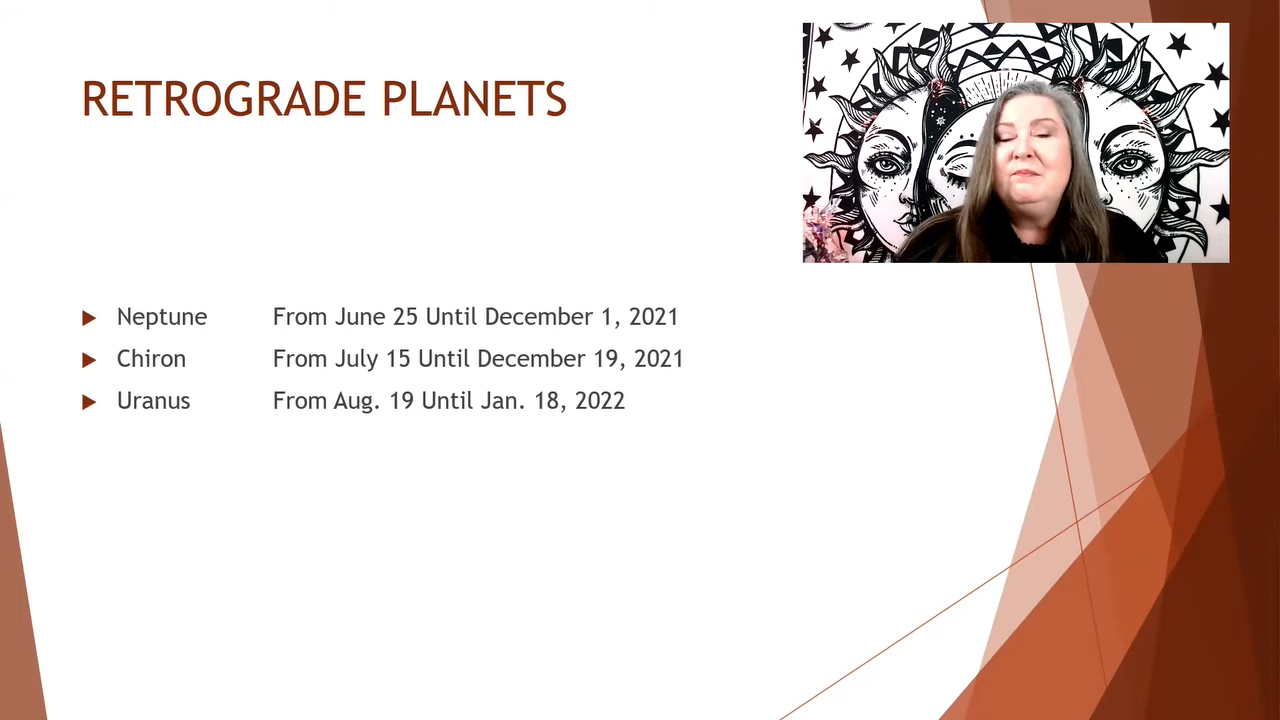 RETROGRADE PLANETS
Neptune From June 25 Until December 1, 2021
Chiron From July 15 Until December 19, 2021
Uranus From Aug. 19 Until Jan. 18, 2022